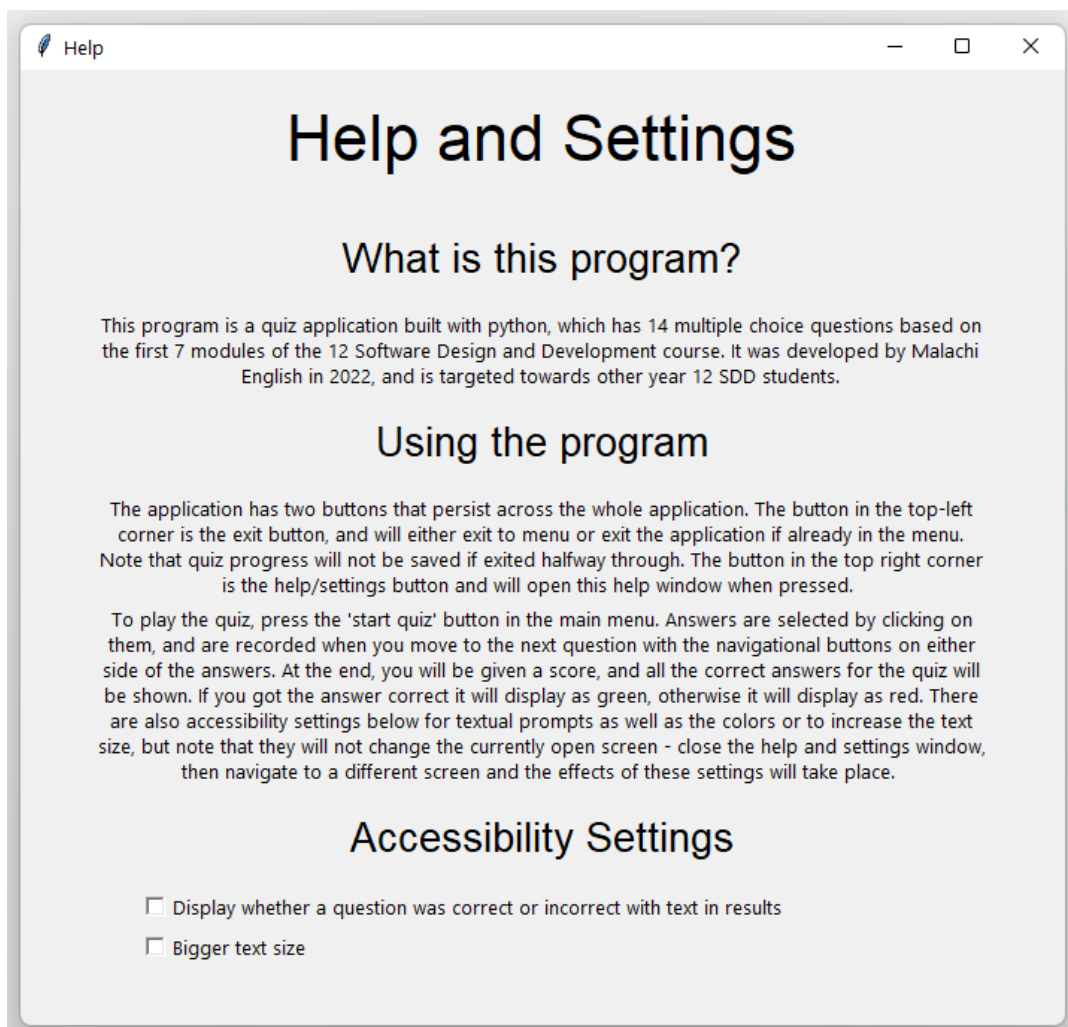 Help
Help and Settings
What is this program?
This program is a quiz application built with python, which has 14 multiple choice questions based on
the first 7 modules of the 12 Software Design and Development course. It was developed by Malachi
English in 2022, and is targeted towards other year 12 SDD students.
Using the program
The application has two buttons that persist across the whole application. The button in the top-left
corner is the exit button, and will either exit to menu or exit the application if already in the menu.
Note that quiz progress will not be saved if exited halfway through. The button in the top right corner
is the help/settings button and will open this help window when pressed.
To play the quiz, press the 'start quiz' button in the main menu. Answers are selected by clicking on
them, and are recorded when you move to the next question with the navigational buttons on either
side of the answers. At the end, you will be given a score, and all the correct answers for the quiz will
be shown. If you got the answer correct it will display as green, otherwise it will display as red. There
are also accessibility settings below for textual prompts as well as the colors or to increase the text
size, but note that they will not change the currently open screen - close the help and settings window,
then navigate to a different screen and the effects of these settings will take place.
Accessibility Settings
Display whether a question was correct or incorrect with text in results
Bigger text size